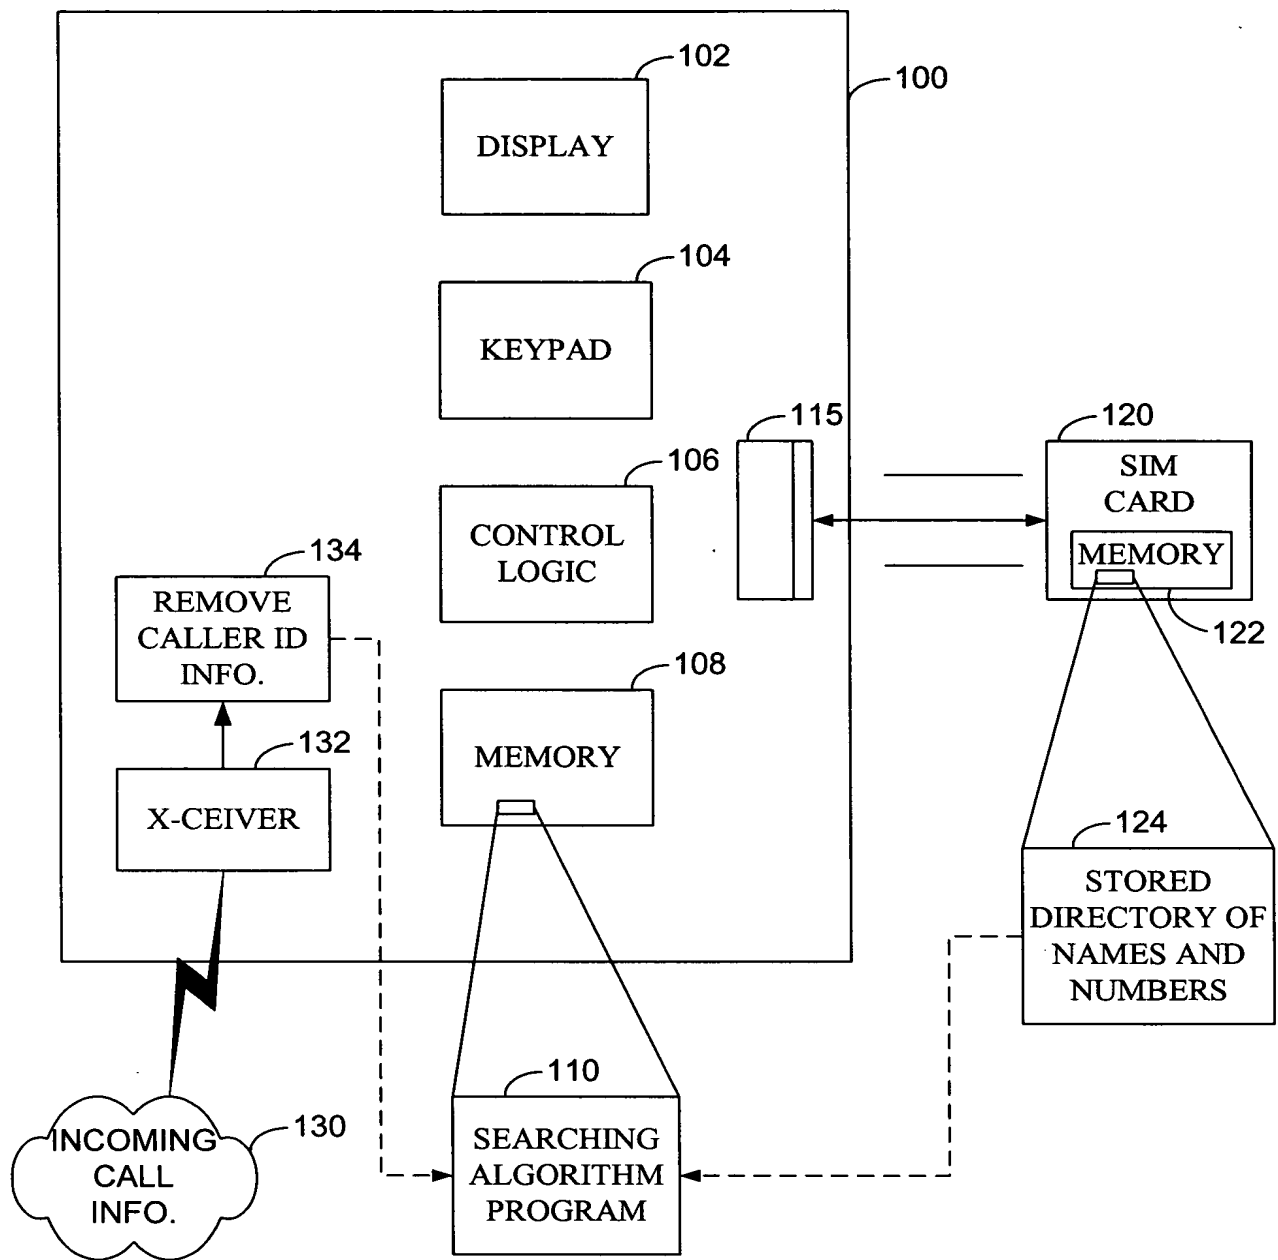 102
100
DISPLAY
104
KEYPAD
115
120
SIM
CARD
MEMORY
122
106
CONTROL
LOGIC
134
REMOVE
CALLER ID
INFO.
108
MEMORY
132
X-CEIVER
124
STORED
DIRECTORY OF
NAMES AND
NUMBERS
110
SEARCHING
ALGORITHM
PROGRAM
130
INCOMING
CALL
INFO.